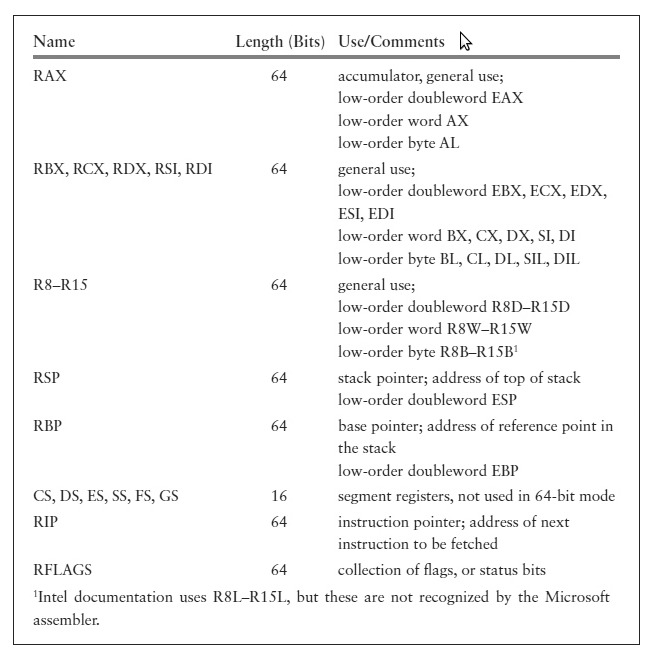 Name Length (Bits) Use/Comments
RAX 64 accumulator, general use;
low-order doubleword EAX
low-order word AX
low-order byte AL
RBX, RCX, RDX, RSI, RDI 64 general use;
low-order doubleword EBX, ECX, EDX,
ESI, EDI
low-order word BX, CX, DX, SI, DI
low-order byte BL, CL, DL, SIL, DIL
R8–R15 64 general use;
low-order doubleword R8D–R15D
low-order word R8W–R15W
low-order byte R8B–R15B¹
RSP 64 stack pointer; address of top of stack
low-order doubleword ESP
RBP 64 base pointer; address of reference point in
the stack
low-order doubleword EBP
CS, DS, ES, SS, FS, GS 16 segment registers, not used in 64-bit mode
RIP 64 instruction pointer; address of next
instruction to be fetched
RFLAGS 64 collection of flags, or status bits
¹Intel documentation uses R8L–R15L, but these are not recognized by the Microsoft
assembler.